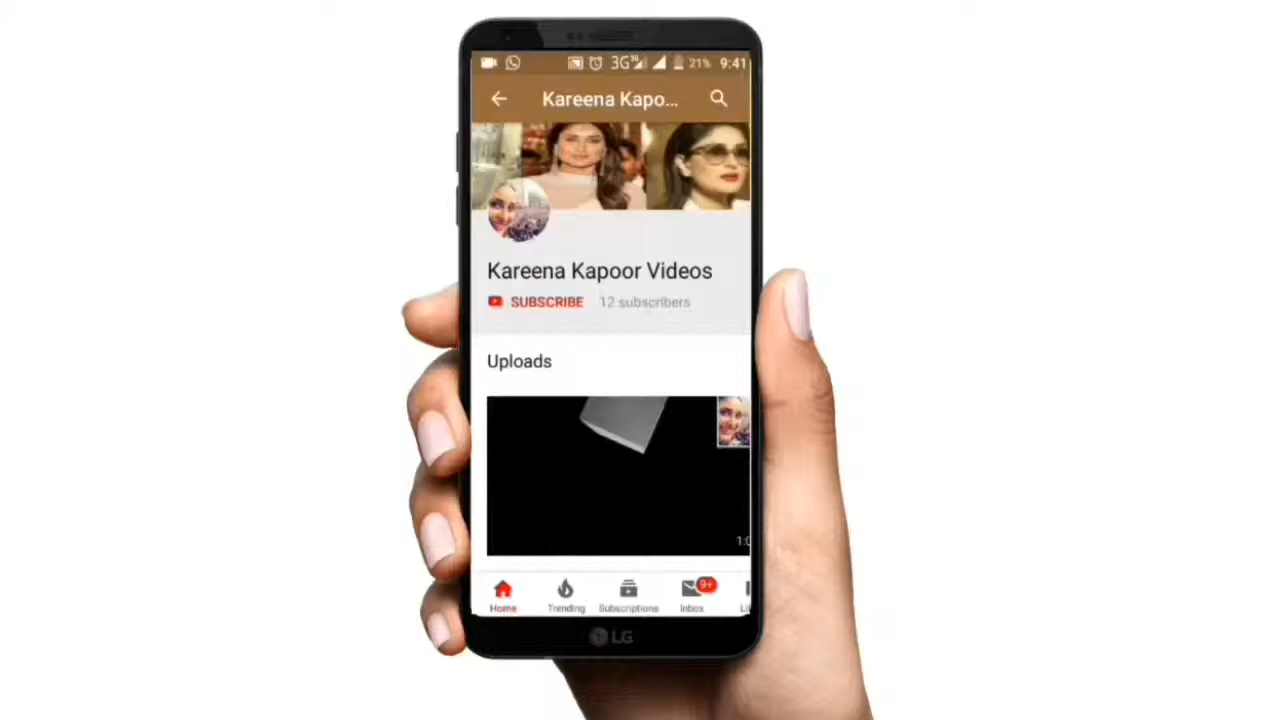 3G 3G 21% 9:41
Kareena Kapo...
Kareena Kapoor Videos
SUBSCRIBE 12 subscribers
Uploads
9+
Home Trending Subscriptions Inbox
LG